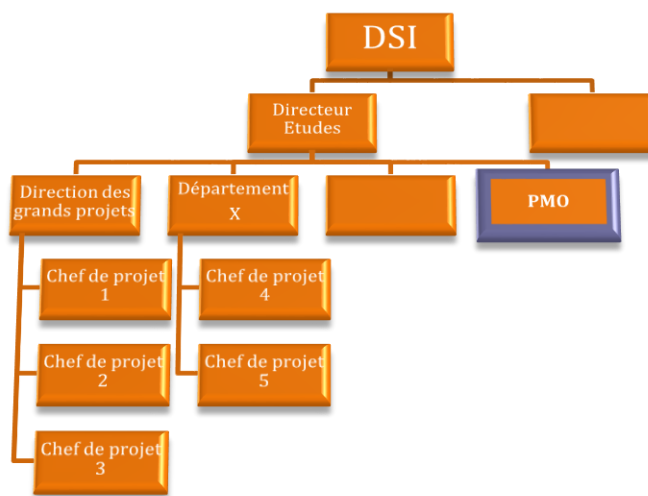 DSI
Directeur
Etudes
Direction des
grands projets
Département
X
PMO
Chef de projet
1
Chef de projet
4
Chef de projet
2
Chef de projet
5
Chef de projet
3